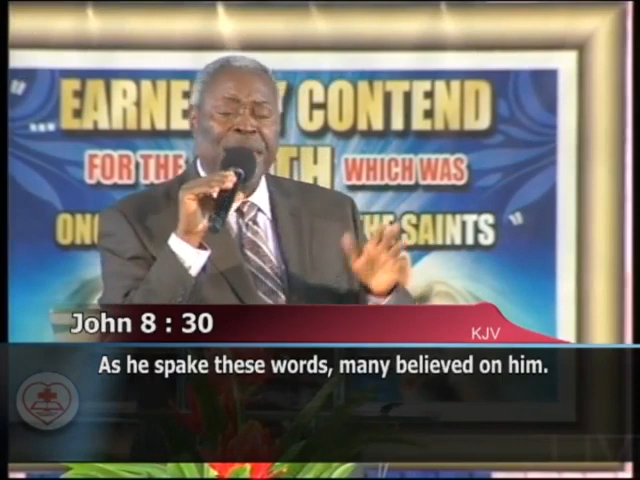 "...EARNE Y CONTEND
FOR THE TH WHICH WAS
ON HE SAINTS"
John 8 : 30
KJV
As he spake these words, many believed on him.